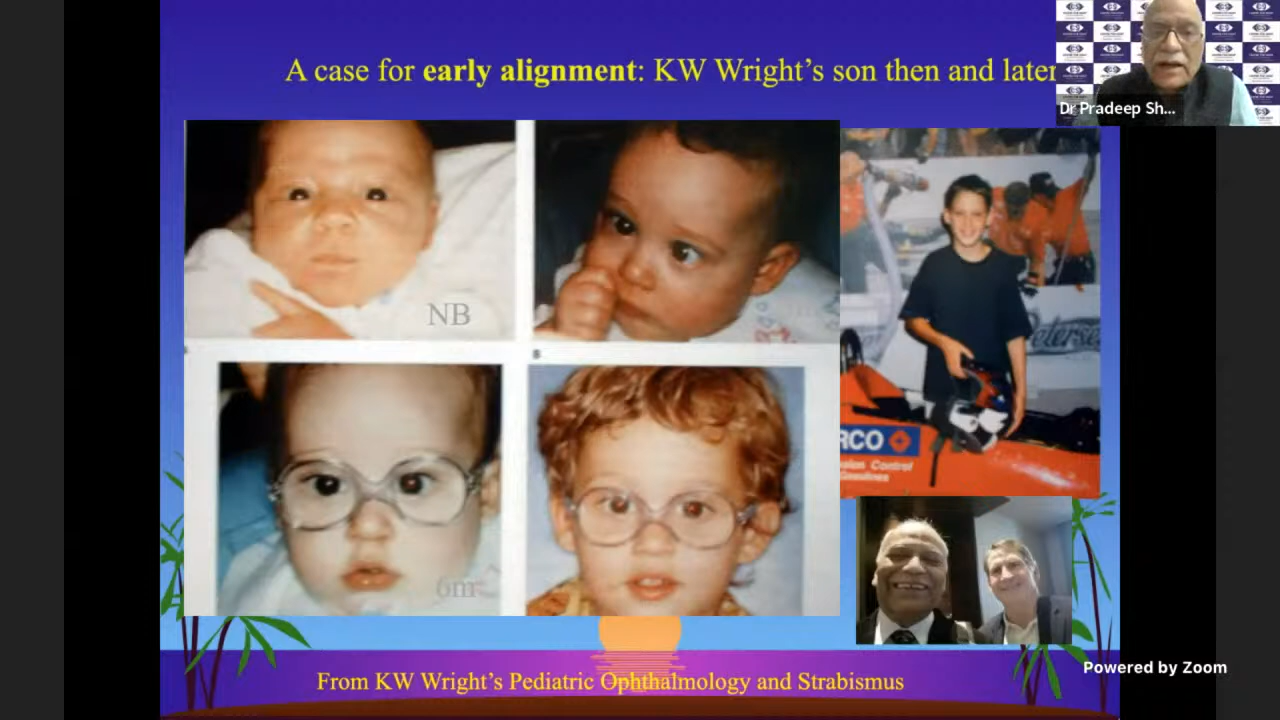 A case for early alignment: KW Wright's son then and later
Dr Pradeep Sh...
NB
B
6m
RCO
Petersen
From KW Wright's Pediatric Ophthalmology and Strabismus
Powered by Zoom